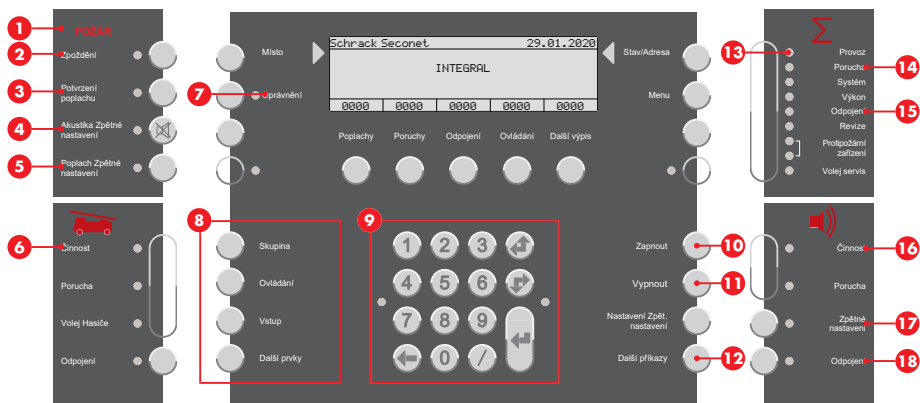 1
POŽÁR
2
Zpoždění
3
Potvrzení
poplachu
4
Akustika Zpětné
nastavení
5
Poplach Zpětné
nastavení
6
Činnost
Porucha
Volej Hasiče
Odpojení
Místo
7
Oprávnění
Schrack Seconet 29.01.2020
INTEGRAL
0000 0000 0000 0000 0000
Poplachy Poruchy Odpojení Ovládání Další výpis
Stav/Adresa
Menu
8
Skupina
Ovládání
Vstup
Další prvky
9
1 2 3
4 5 6
7 8 9
0 /
Zapnout
10
Vypnout
11
Nastavení Zpět.
nastavení
Další příkazy
12
Σ
13
Provoz
Porucha
14
Systém
Výkon
Odpojení
15
Revize
Protipožární
zařízení
Volej servis
Činnost
16
Porucha
Zpětné
nastavení
17
Odpojení
18